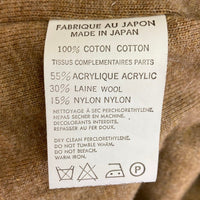 FABRIQUE AU JAPON
MADE IN JAPAN
100% COTON COTTON
TISSUS COMPLEMENTAIRES PARTS
55% ACRYLIQUE ACRYLIC
30% LAINE WOOL
15% NYLON NYLON
NETTOYAGE A SEC PERCHLORETHYLENE.
PAS SECHER EN MACHINE.
DECOLORANTS INTERDITS.
REPASSAGE AU FER DOUX.
DRY CLEAN PERCHLORETHYLENE.
DO NOT TUMBLE WARM.
DO NOT BLEACH.
WARM IRON.